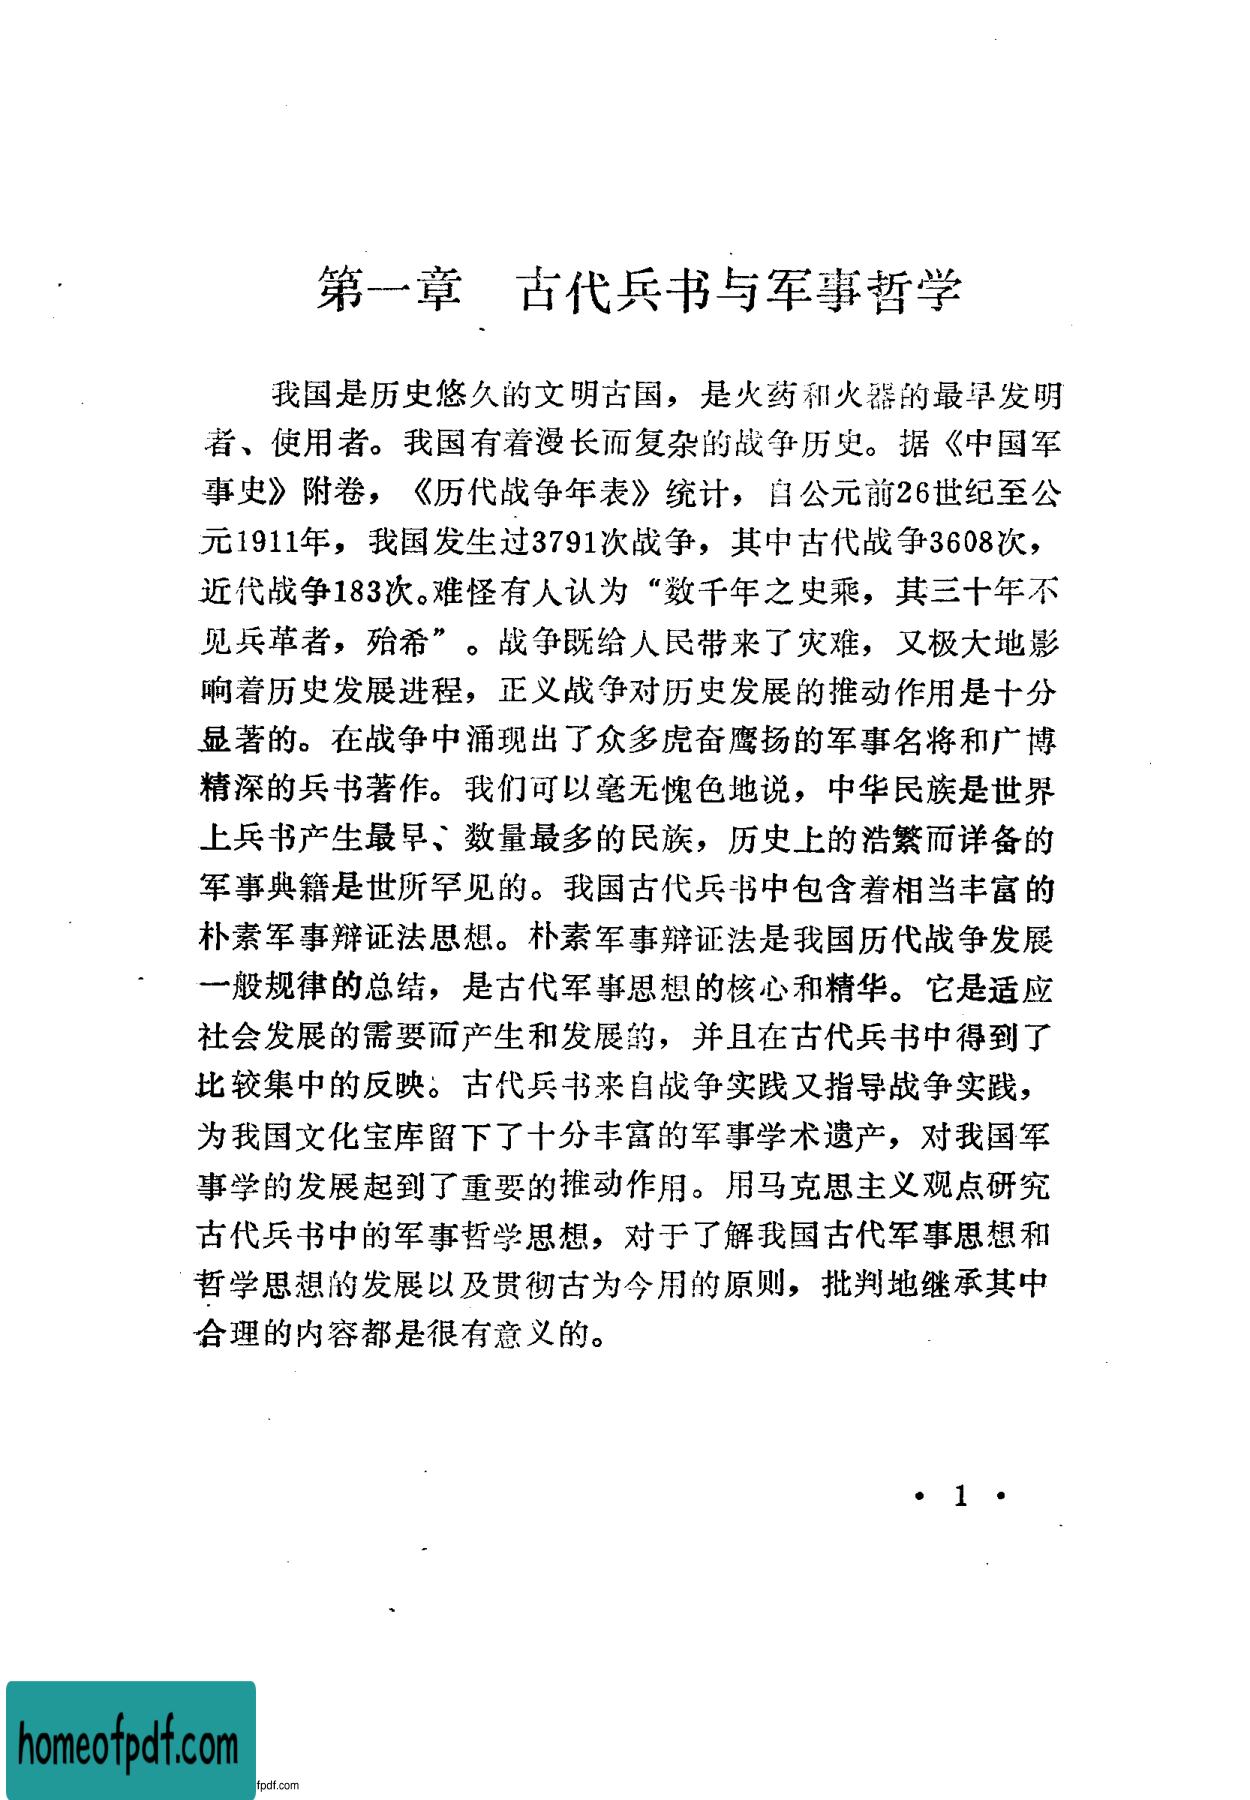 第一章　古代兵书与军事哲学
我国是历史悠久的文明古国，是火药和火器的最早发明
者、使用者。我国有着漫长而复杂的战争历史。据《中国军
事史》附卷，《历代战争年表》统计，自公元前26世纪至公
元1911年，我国发生过3791次战争，其中古代战争3608次，
近代战争183次。难怪有人认为“数千年之史乘，其三十年不
见兵革者，殆希”。战争既给人民带来了灾难，又极大地影
响着历史发展进程，正义战争对历史发展的推动作用是十分
显著的。在战争中涌现出了众多虎奋鹰扬的军事名将和广博
精深的兵书著作。我们可以毫无愧色地说，中华民族是世界
上兵书产生最早、数量最多的民族，历史上的浩繁而详备的
军事典籍是世所罕见的。我国古代兵书中包含着相当丰富的
朴素军事辩证法思想。朴素军事辩证法是我国历代战争发展
一般规律的总结，是古代军事思想的核心和精华。它是适应
社会发展的需要而产生和发展的，并且在古代兵书中得到了
比较集中的反映。古代兵书来自战争实践又指导战争实践，
为我国文化宝库留下了十分丰富的军事学术遗产，对我国军
事学的发展起到了重要的推动作用。用马克思主义观点研究
古代兵书中的军事哲学思想，对于了解我国古代军事思想和
哲学思想的发展以及贯彻古为今用的原则，批判地继承其中
合理的内容都是很有意义的。
• 1 •
homeofpdf.com
fpdf.com